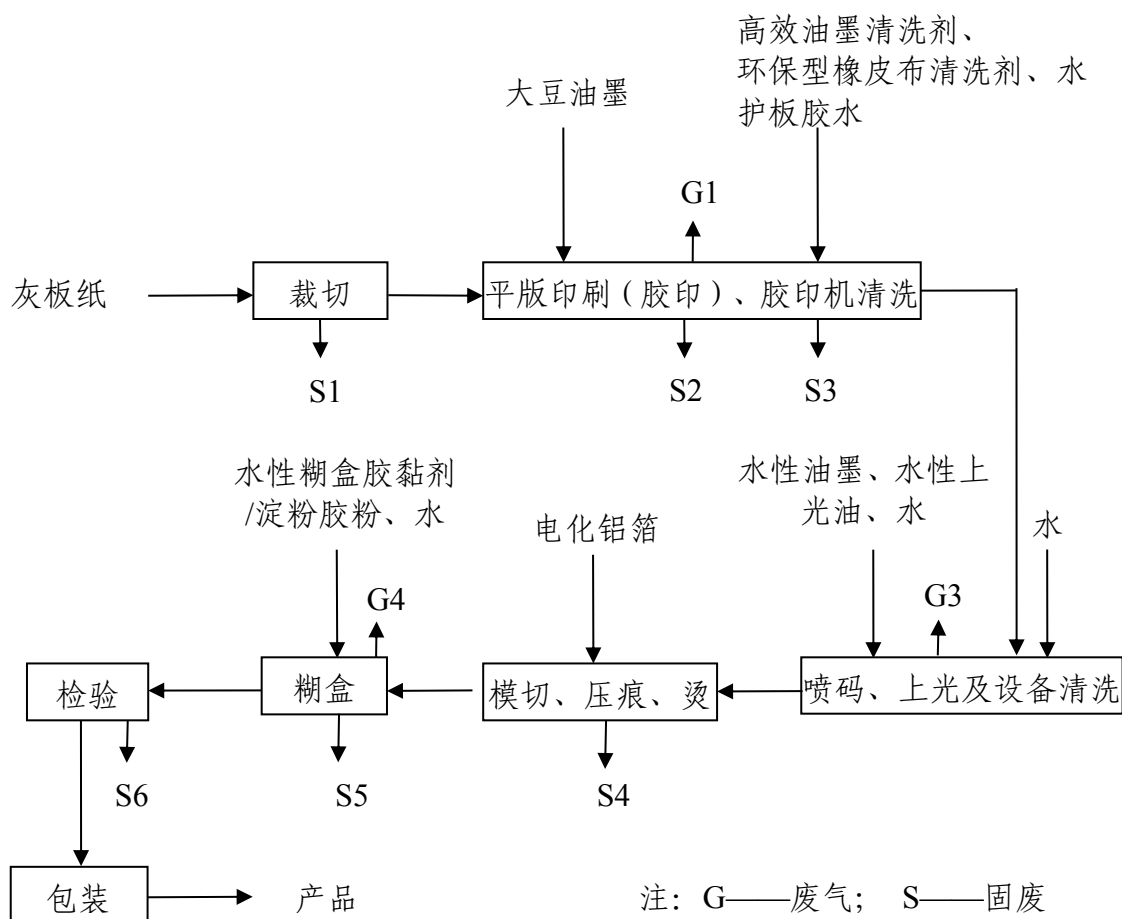 高效油墨清洗剂、
环保型橡皮布清洗剂、水
护板胶水
大豆油墨
G1
灰板纸
裁切
平版印刷（胶印）、胶印机清洗
S1
S2
S3
水性糊盒胶黏剂
/淀粉胶粉、水
电化铝箔
水性油墨、水性上
光油、水
水
G4
G3
检验
糊盒
模切、压痕、烫
喷码、上光及设备清洗
S6
S5
S4
包装
产品
注：G——废气； S——固废